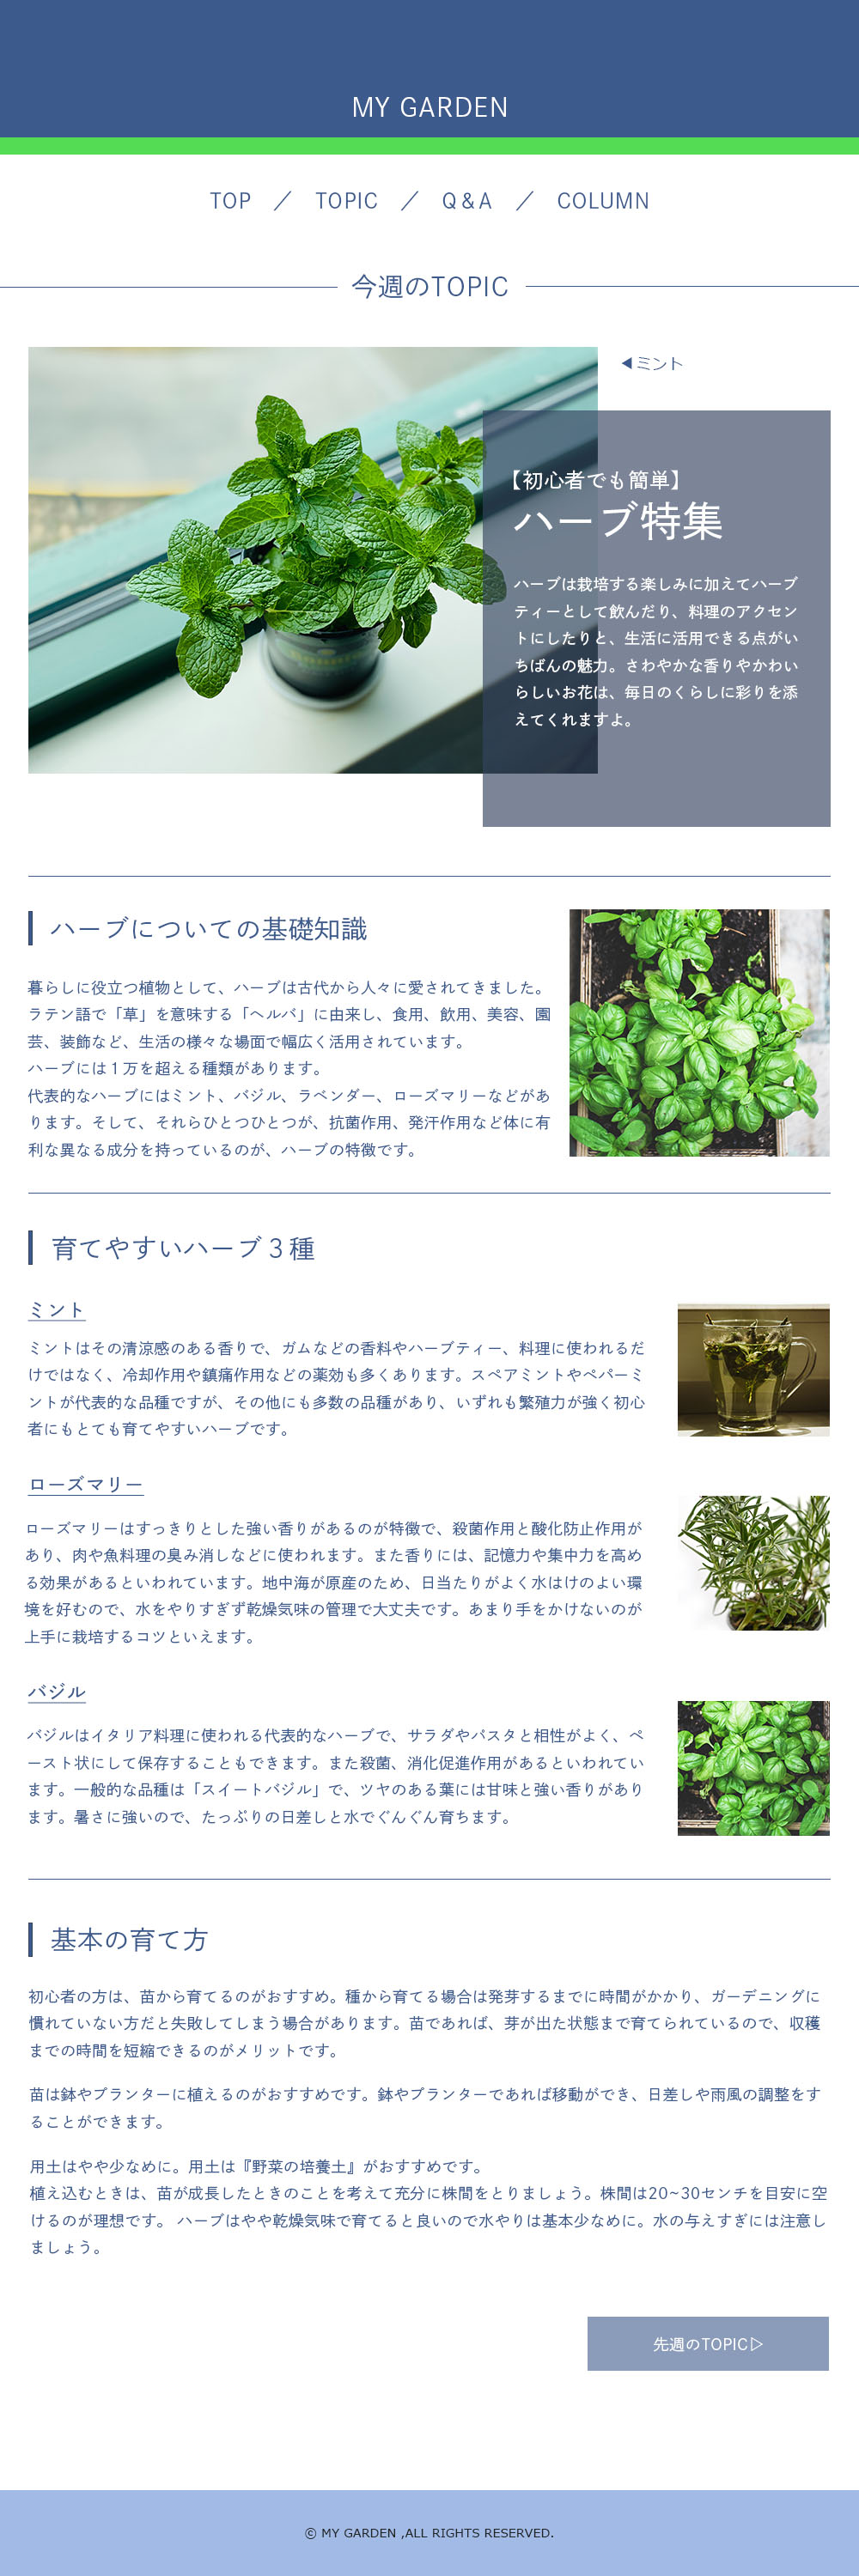 MY GARDEN
TOP ／ TOPIC ／ Q＆A ／ COLUMN
今週のTOPIC
◀ミント
【初心者でも簡単】
ハーブ特集
ハーブは栽培する楽しみに加えてハーブ
ティーとして飲んだり、料理のアクセン
トにしたりと、生活に活用できる点がい
ちばんの魅力。さわやかな香りやかわい
らしいお花は、毎日のくらしに彩りを添
えてくれますよ。
ハーブについての基礎知識
暮らしに役立つ植物として、ハーブは古代から人々に愛されてきました。
ラテン語で「草」を意味する「ヘルバ」に由来し、食用、飲用、美容、園
芸、装飾など、生活の様々な場面で幅広く活用されています。
ハーブには１万を超える種類があります。
代表的なハーブにはミント、バジル、ラベンダー、ローズマリーなどがあ
ります。そして、それらひとつひとつが、抗菌作用、発汗作用など体に有
利な異なる成分を持っているのが、ハーブの特徴です。
育てやすいハーブ３種
ミント
ミントはその清涼感のある香りで、ガムなどの香料やハーブティー、料理に使われるだ
けではなく、冷却作用や鎮痛作用などの薬効も多くあります。スペアミントやペパーミ
ントが代表的な品種ですが、その他にも多数の品種があり、いずれも繁殖力が強く初心
者にもとても育てやすいハーブです。
ローズマリー
ローズマリーはすっきりとした強い香りがあるのが特徴で、殺菌作用と酸化防止作用が
あり、肉や魚料理の臭み消しなどに使われます。また香りには、記憶力や集中力を高め
る効果があるといわれています。地中海が原産のため、日当たりがよく水はけのよい環
境を好むので、水をやりすぎず乾燥気味の管理で大丈夫です。あまり手をかけないのが
上手に栽培するコツといえます。
バジル
バジルはイタリア料理に使われる代表的なハーブで、サラダやパスタと相性がよく、ペ
ースト状にして保存することもできます。また殺菌、消化促進作用があるといわれてい
ます。一般的な品種は「スイートバジル」で、ツヤのある葉には甘味と強い香りがあり
ます。暑さに強いので、たっぷりの日差しと水でぐんぐん育ちます。
基本の育て方
初心者の方は、苗から育てるのがおすすめ。種から育てる場合は発芽するまでに時間がかかり、ガーデニングに
慣れていない方だと失敗してしまう場合があります。苗であれば、芽が出た状態まで育てられているので、収穫
までの時間を短縮できるのがメリットです。
苗は鉢やプランターに植えるのがおすすめです。鉢やプランターであれば移動ができ、日差しや雨風の調整をす
ることができます。
用土はやや少なめに。用土は『野菜の培養土』がおすすめです。
植え込むときは、苗が成長したときのことを考えて充分に株間をとりましょう。株間は20~30センチを目安に空
けるのが理想です。 ハーブはやや乾燥気味で育てると良いので水やりは基本少なめに。水の与えすぎには注意し
ましょう。
先週のTOPIC▷
© MY GARDEN ,ALL RIGHTS RESERVED.